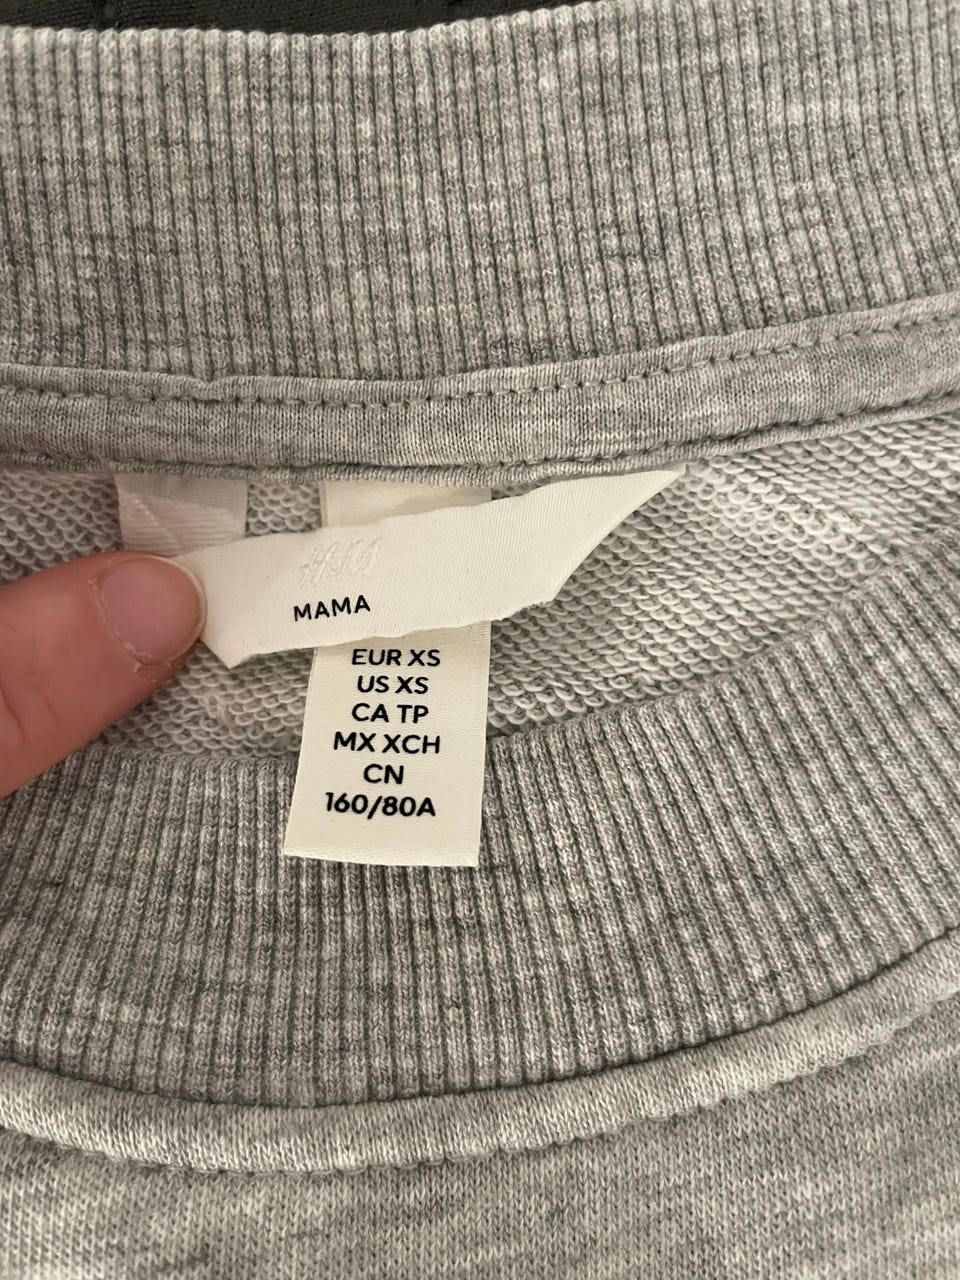 H&M
MAMA
EUR XS
US XS
CA TP
MX XCH
CN
160/80A